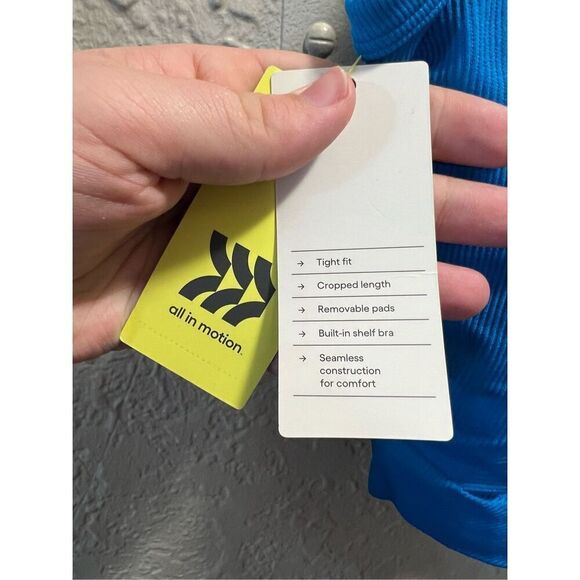 all in motion.
→ Tight fit
→ Cropped length
→ Removable pads
→ Built-in shelf bra
→ Seamless
construction
for comfort